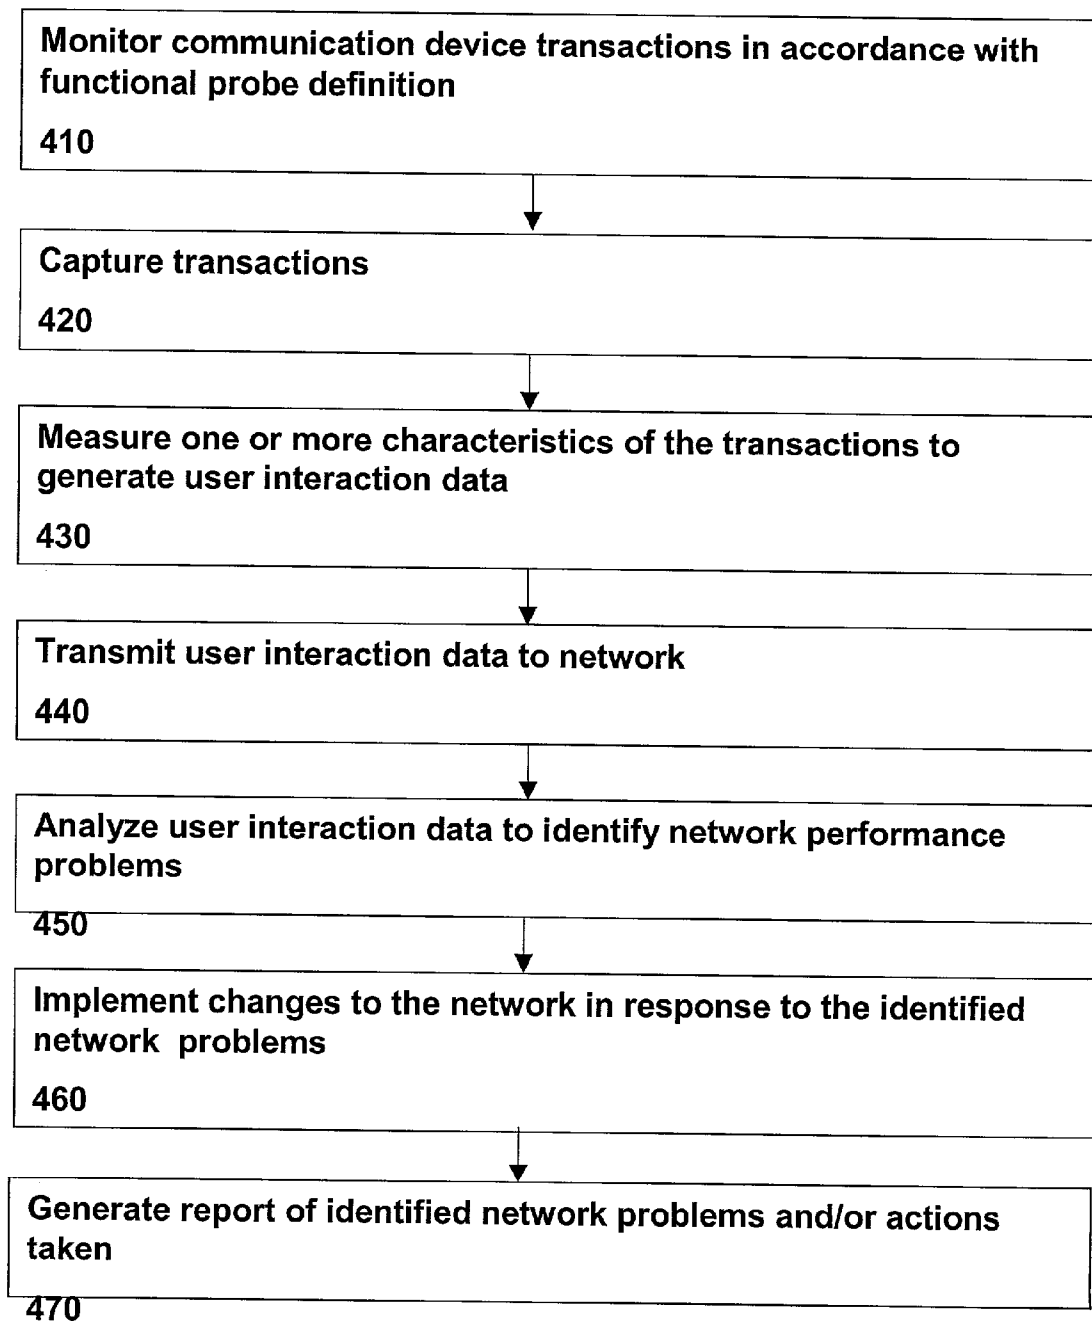 Monitor communication device transactions in accordance with
functional probe definition
410
Capture transactions
420
Measure one or more characteristics of the transactions to
generate user interaction data
430
Transmit user interaction data to network
440
Analyze user interaction data to identify network performance
problems
450
Implement changes to the network in response to the identified
network problems
460
Generate report of identified network problems and/or actions
taken
470